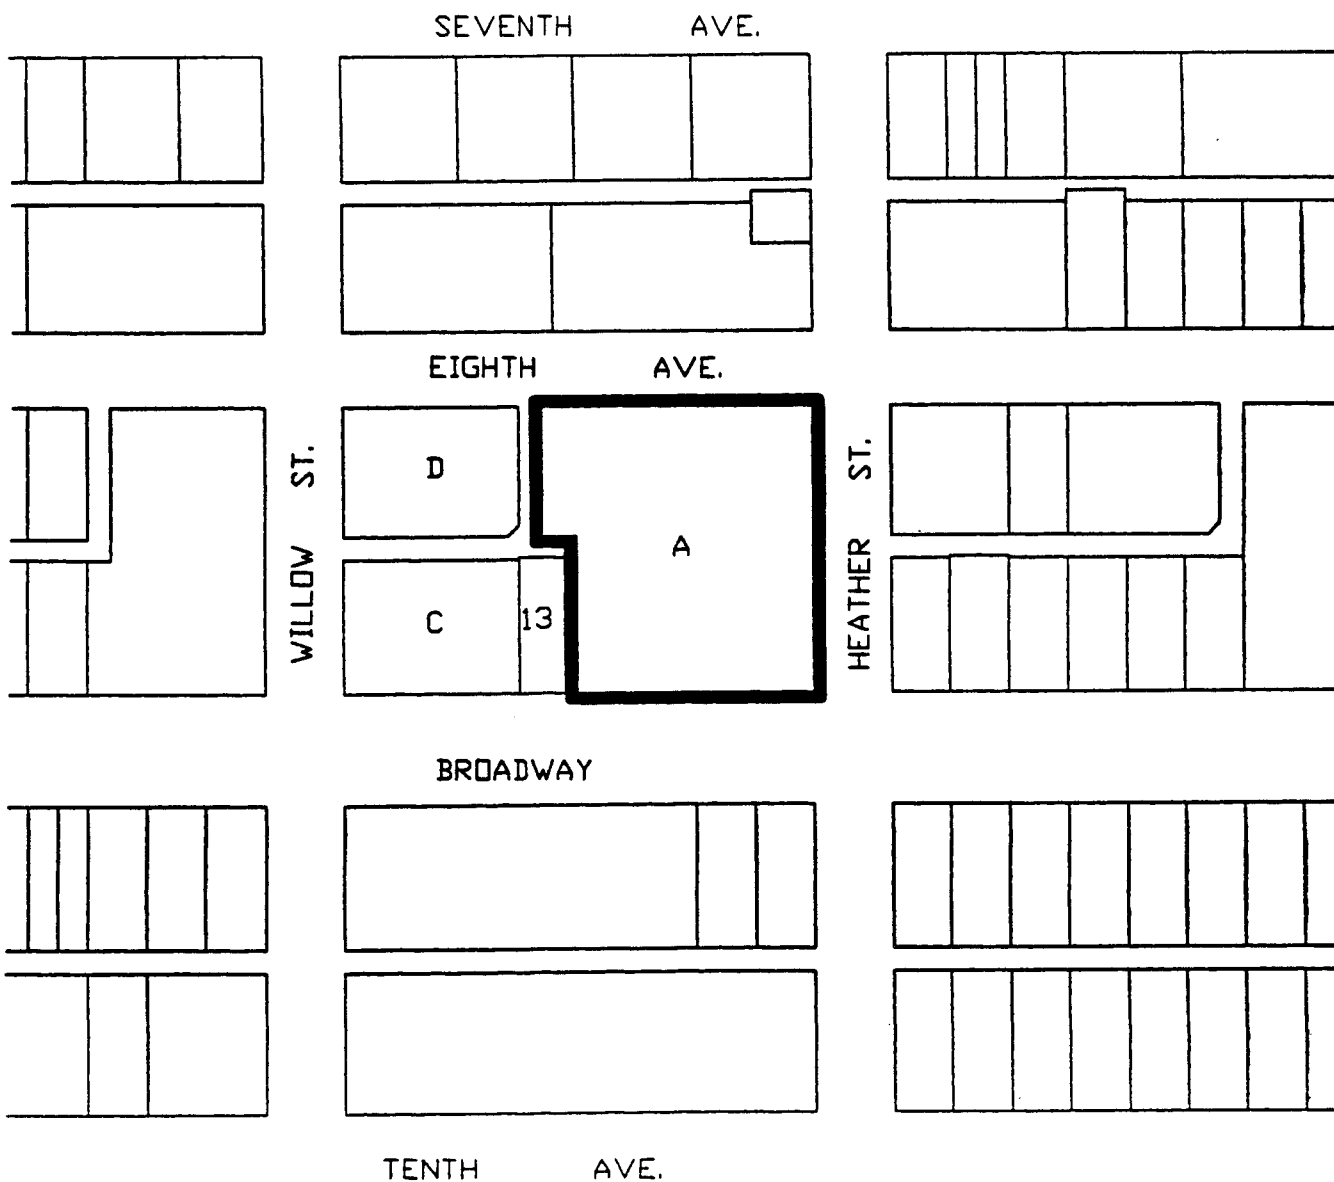 SEVENTH AVE.
EIGHTH AVE.
WILLOW ST.
D
A
C
13
HEATHER ST.
BROADWAY
TENTH AVE.